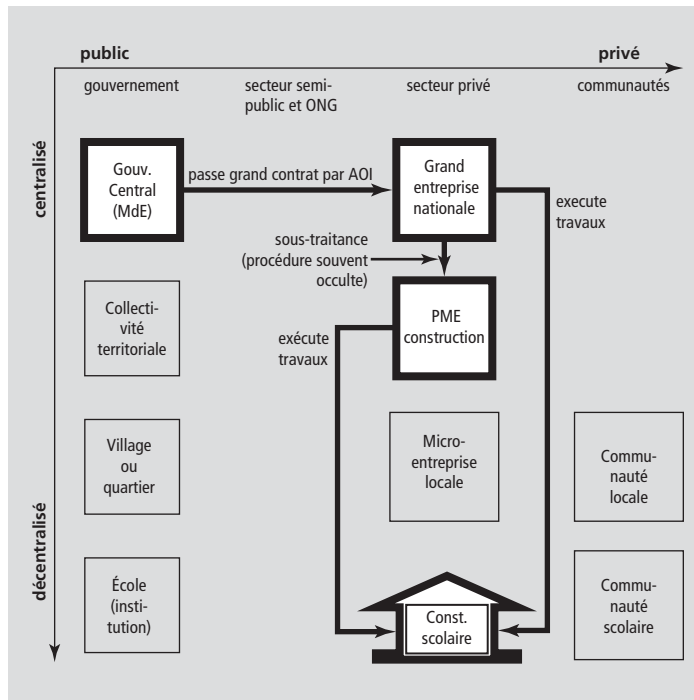 public
privé
gouvernement
secteur semi-
public et ONG
secteur privé
communautés
centralisé
décentralisé
Gouv.
Central
(MdE)
passe grand contrat par AOI
Grand
entreprise
nationale
execute
travaux
sous-traitance
(procédure souvent
occulte)
Collecti-
vité
territoriale
PME
construction
exécute
travaux
Village
ou
quartier
Micro-
entreprise
locale
Commu-
nauté
locale
École
(insti-
tution)
Const.
scolaire
Commu-
nauté
scolaire